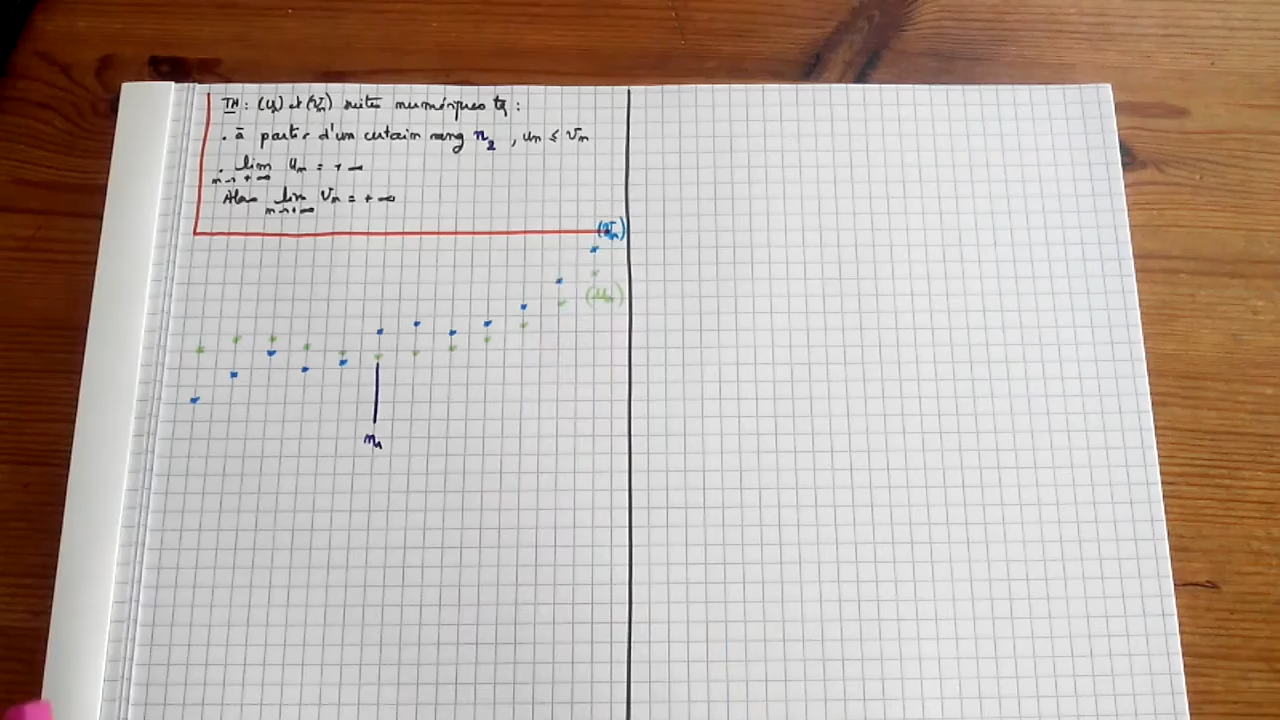 TH : (un) et (vn) suites numériques tq :
. à partir d'un certain rang n2 , un ≤ vn
. lim un = + ∞
n→+∞
Alors lim vn = + ∞
n→+∞
(vn)
(un)
n1